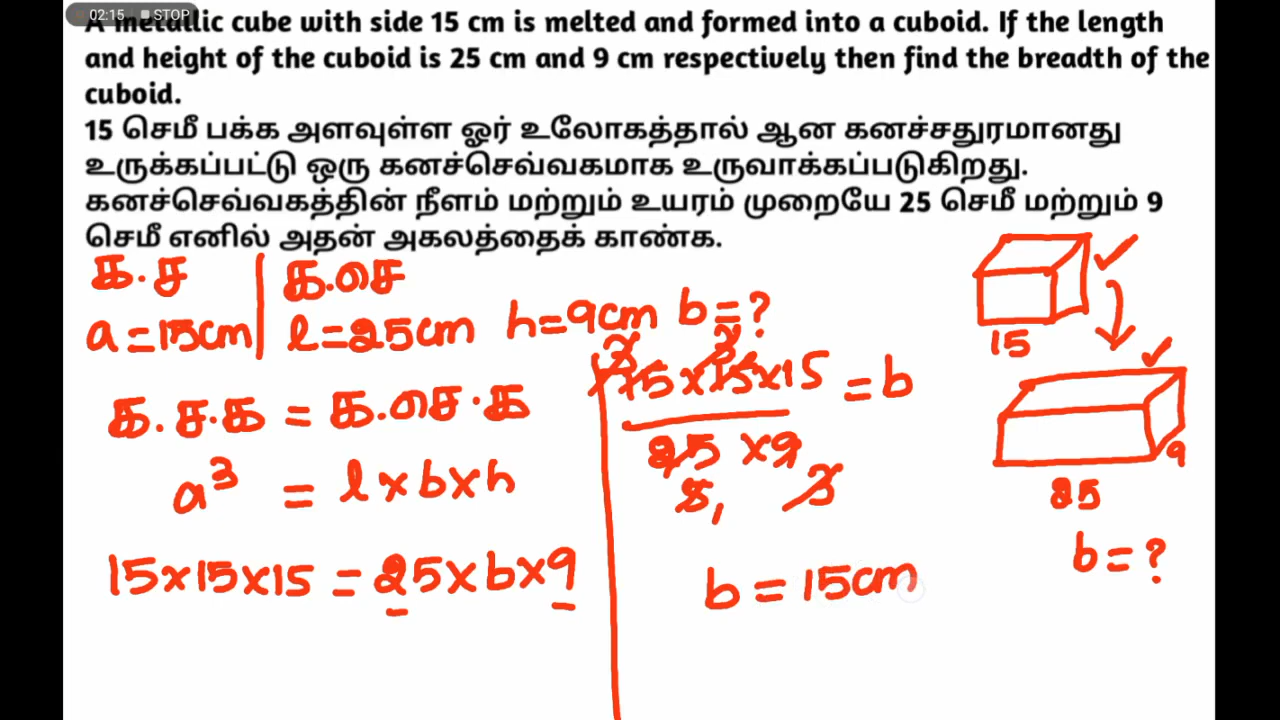 02:15 STOP
A metallic cube with side 15 cm is melted and formed into a cuboid. If the length
and height of the cuboid is 25 cm and 9 cm respectively then find the breadth of the
cuboid.
15 செமீ பக்க அளவுள்ள ஓர் உலோகத்தால் ஆன கனச்சதுரமானது
உருக்கப்பட்டு ஒரு கனச்செவ்வகமாக உருவாக்கப்படுகிறது.
கனச்செவ்வகத்தின் நீளம் மற்றும் உயரம் முறையே 25 செமீ மற்றும் 9
செமீ எனில் அதன் அகலத்தைக் காண்க.
க.ச
a=15cm
க.செ
l=25cm h=9cm b=?
க.ச.க = க.செ.க
a³ = l×b×h
15×15×15 = 25×b×9
3 3
15×15×15 = b
25 ×9
5, 3
b = 15cm
15
9
25
b=?